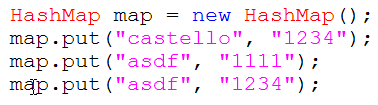 HashMap map = new HashMap();
map.put("castello", "1234");
map.put("asdf", "1111");
map.put("asdf", "1234");